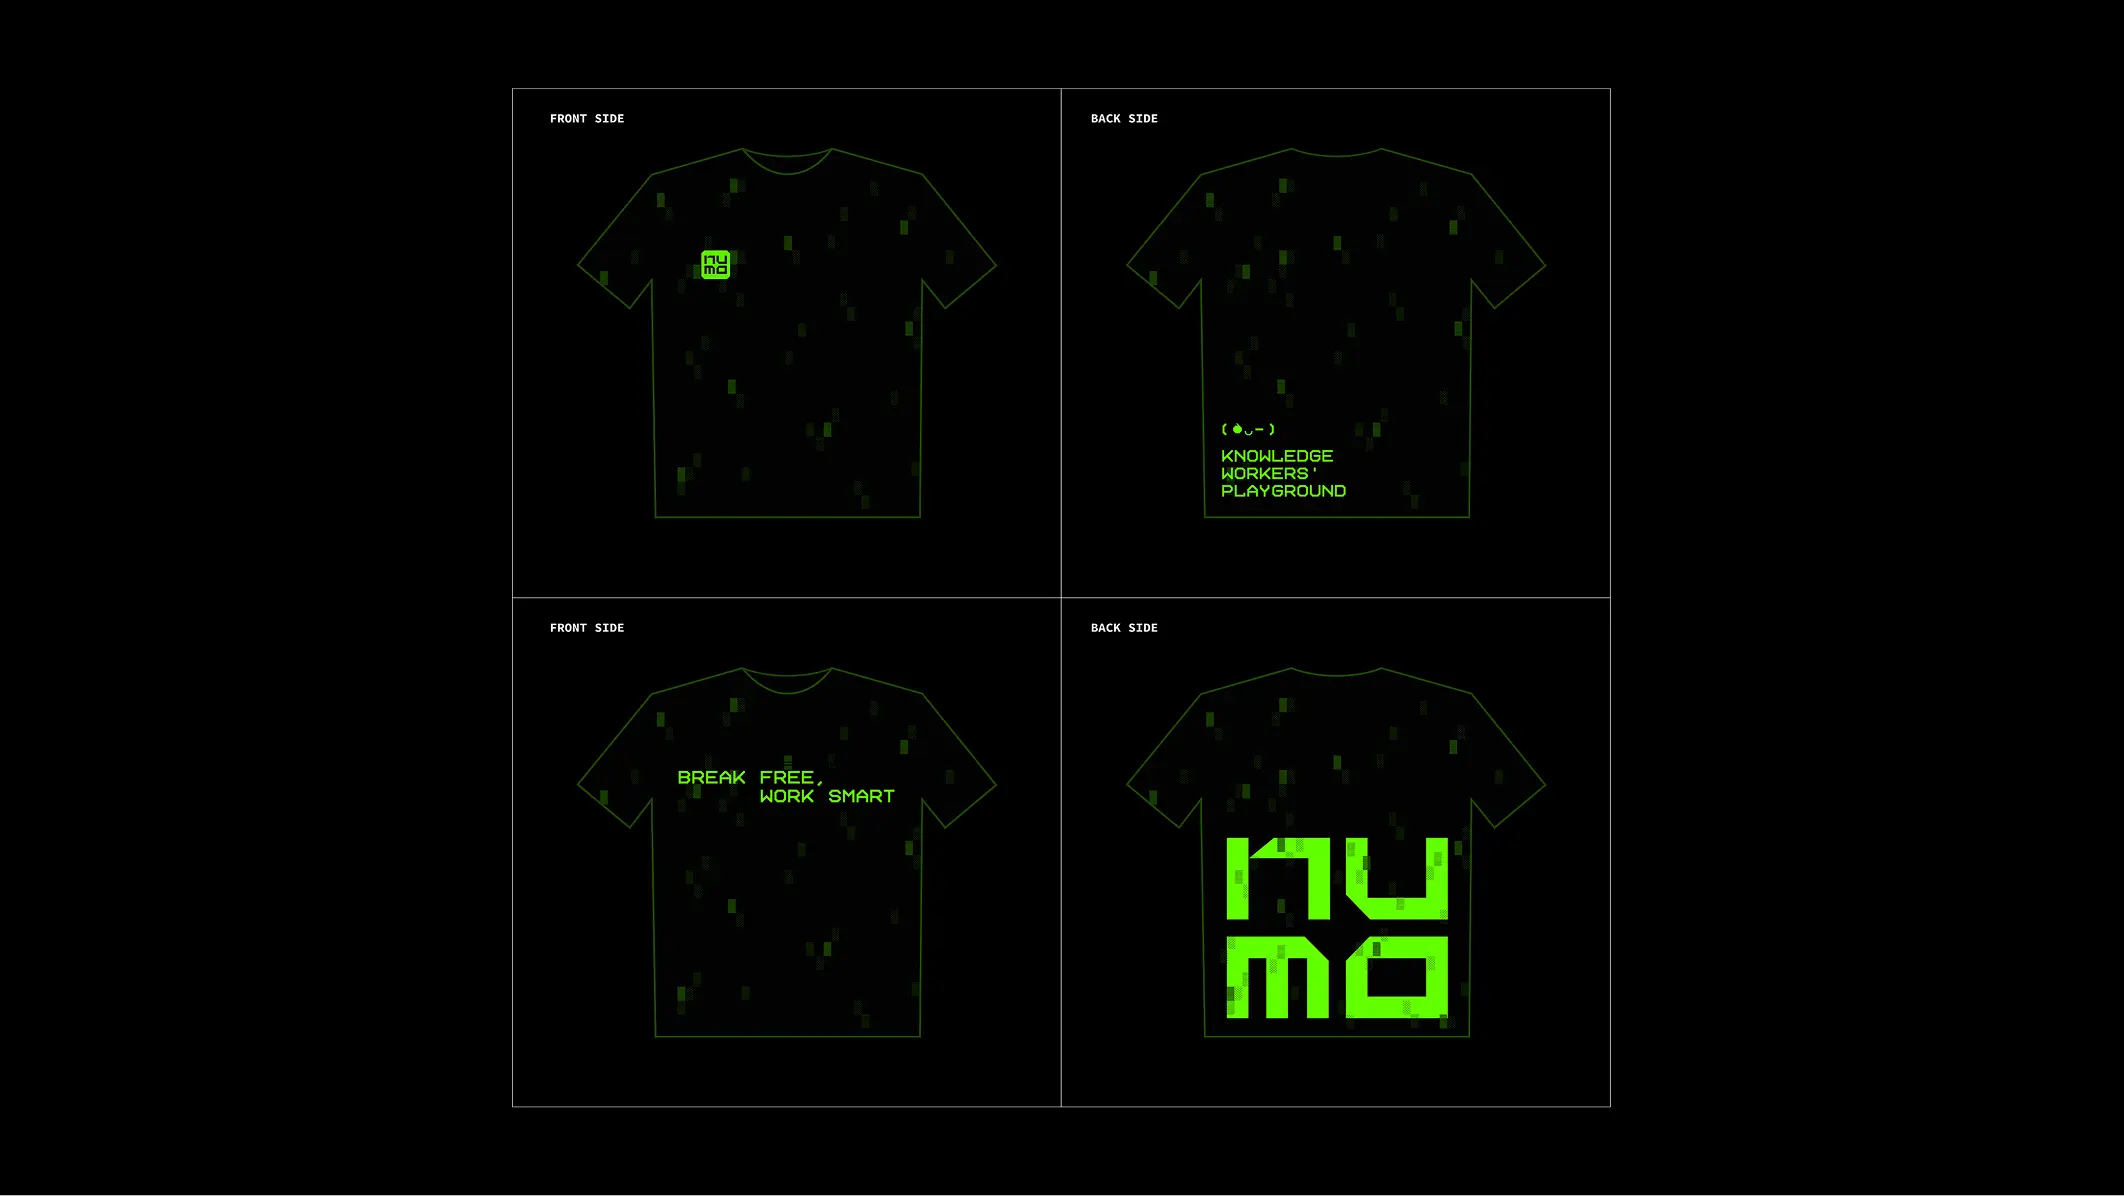 FRONT SIDE
nu
mo
BACK SIDE
(●◡-)
KNOWLEDGE
WORKERS'
PLAYGROUND
FRONT SIDE
BREAK FREE,
WORK SMART
BACK SIDE
nu
mo